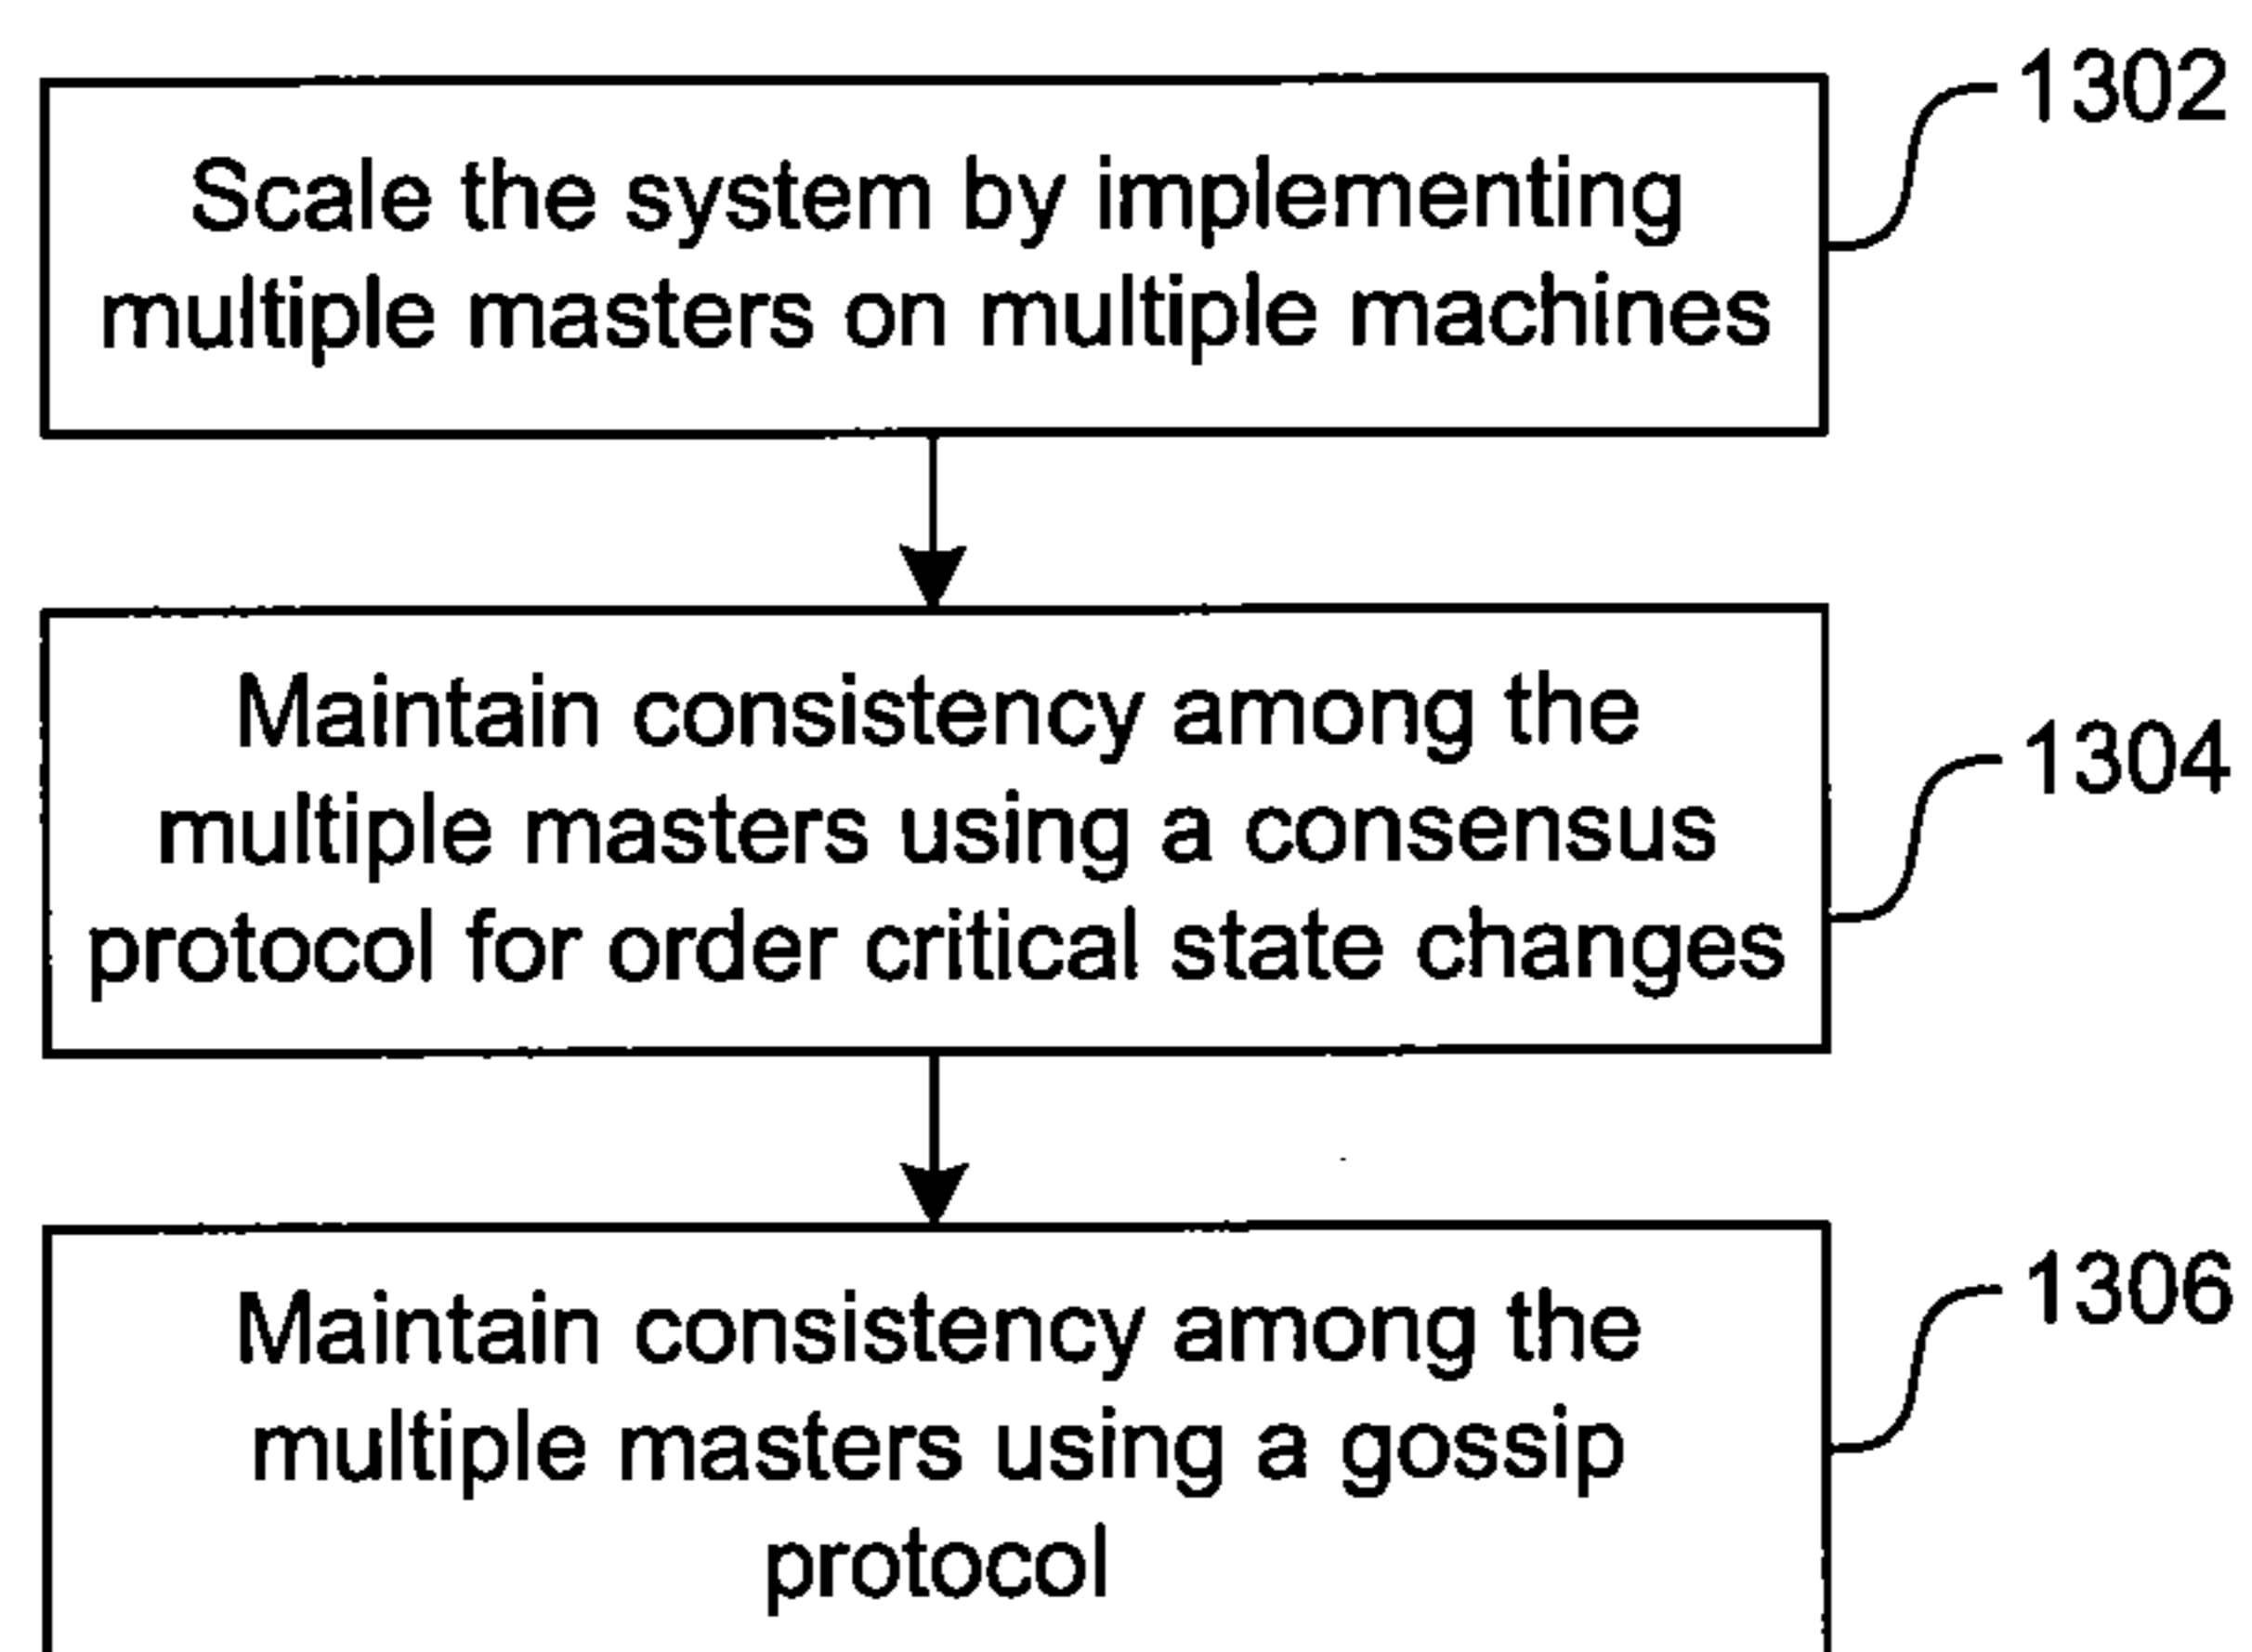 1302
Scale the system by implementing
multiple masters on multiple machines
Maintain consistency among the
1304
multiple masters using a consensus
protocol for order critical state changes
1306
Maintain consistency among the
multiple masters using a gossip
protocol